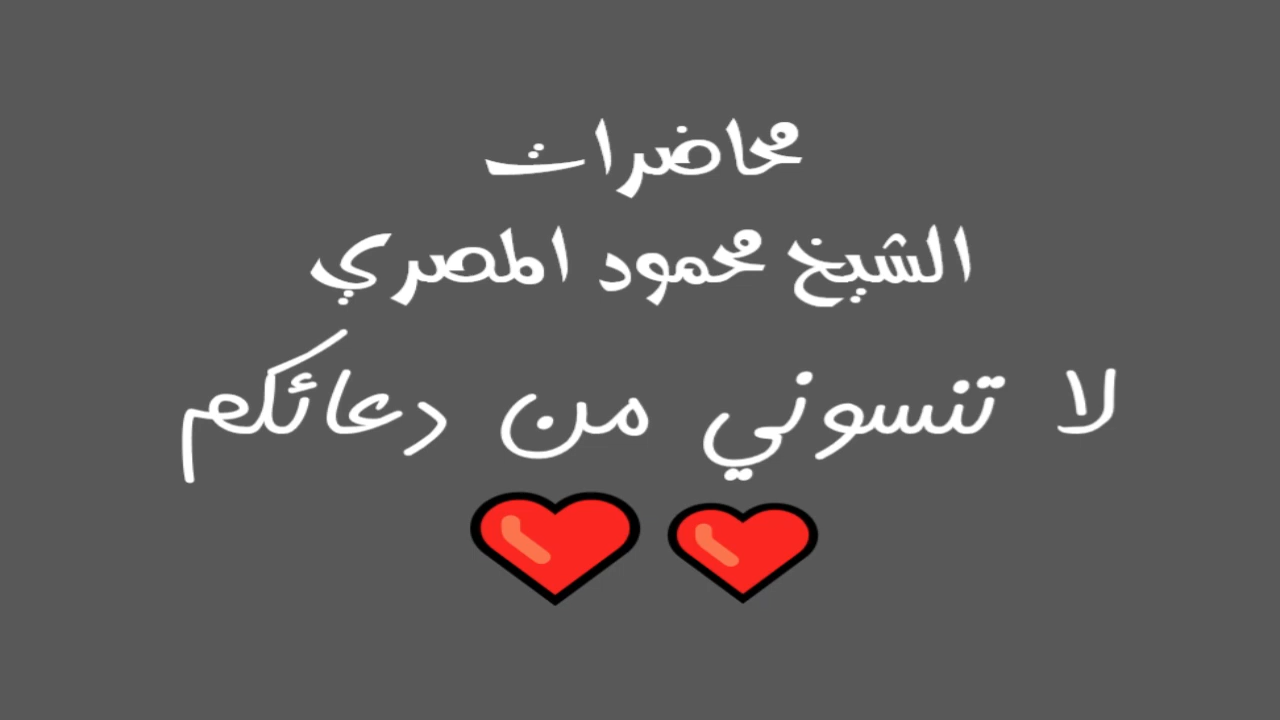 محاضرات
الشيخ محمود المصري
لا تنسوني من دعائكم